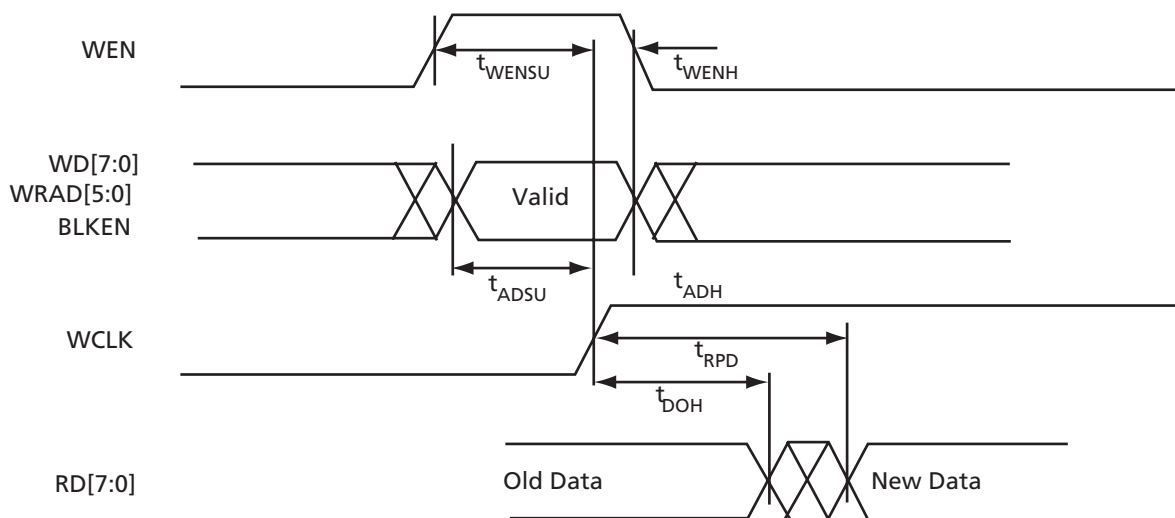 WEN
tWENSU
tWENH
WD[7:0]
WRAD[5:0]
BLKEN
Valid
tADSU
tADH
WCLK
tRPD
tDOH
RD[7:0]
Old Data
New Data